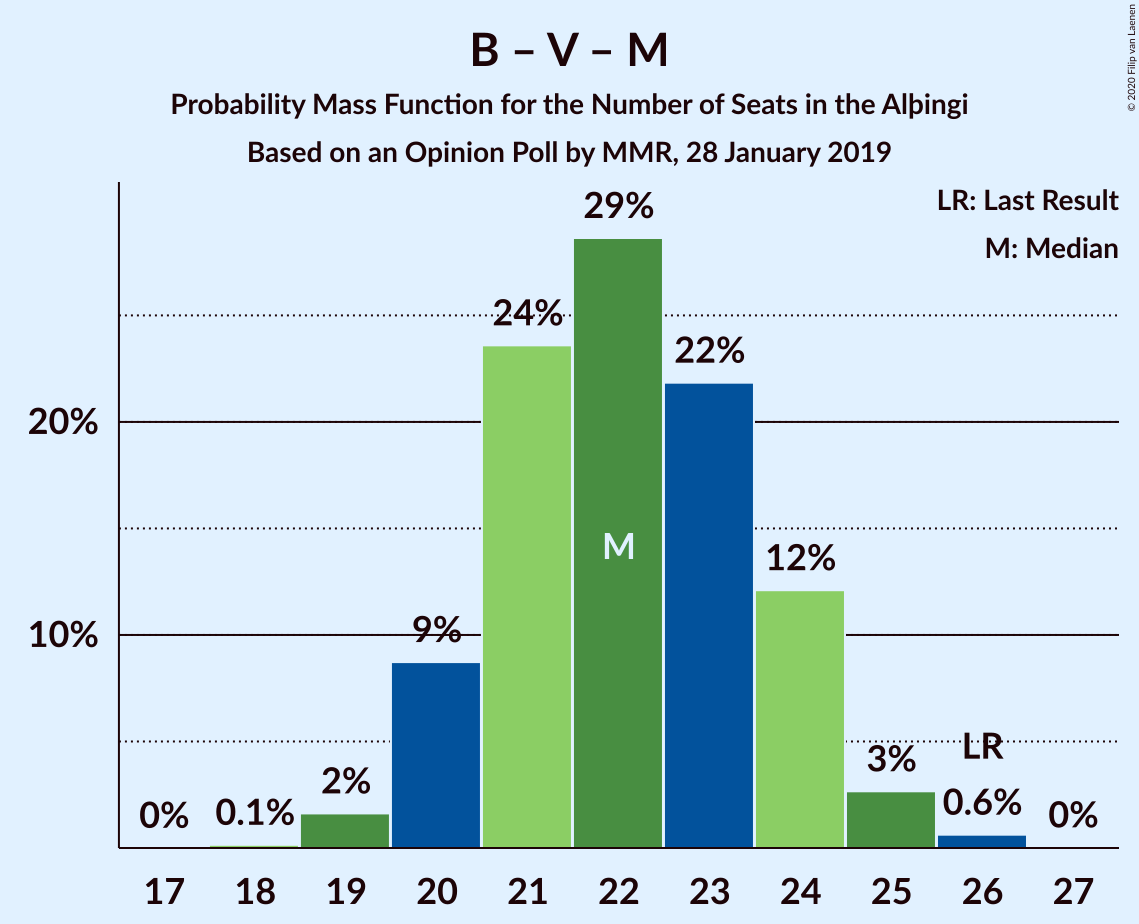 B – V – M
Probability Mass Function for the Number of Seats in the Alþingi
Based on an Opinion Poll by MMR, 28 January 2019
© 2020 Filip van Laenen
LR: Last Result
M: Median
29%
24%
22%
20%
M
12%
9%
10%
LR
3%
2%
0.6%
0%
0.1%
0%
17 18 19 20 21 22 23 24 25 26 27